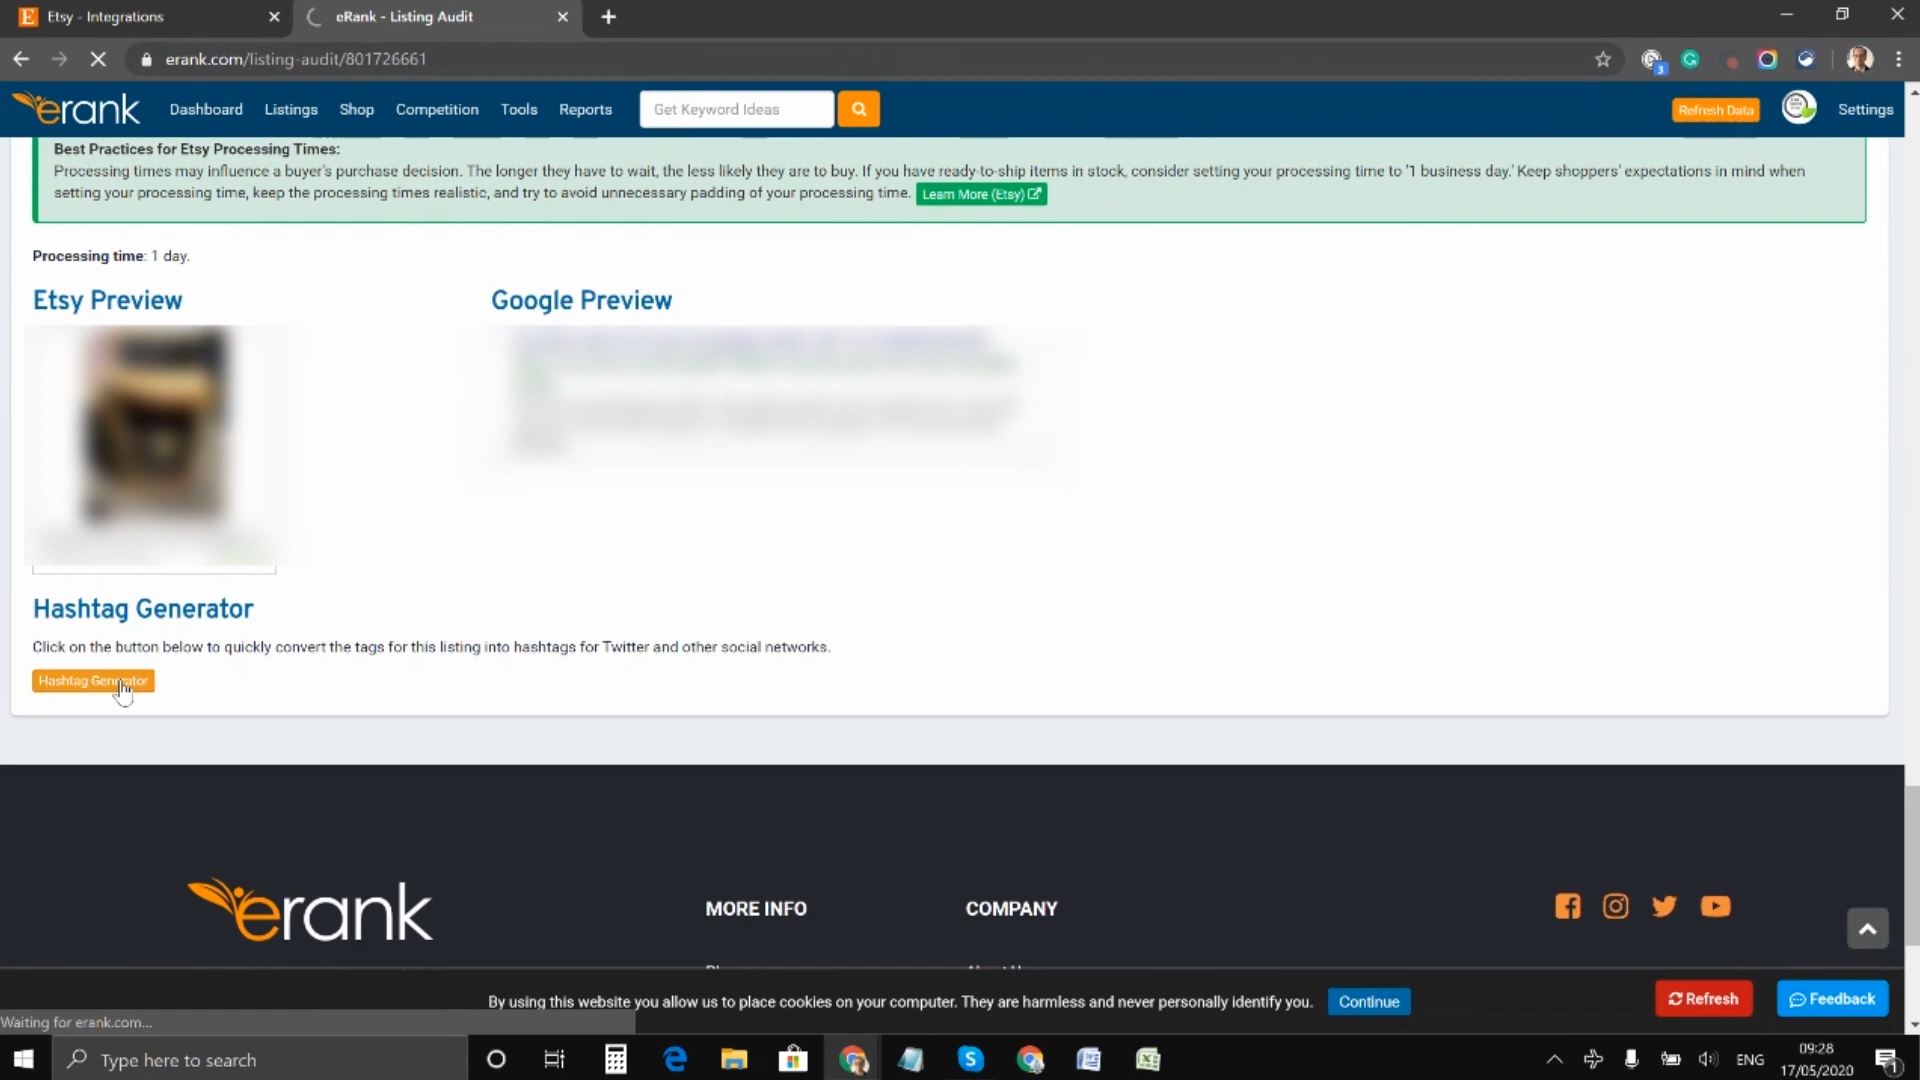 Etsy - Integrations
eRank - Listing Audit
erank.com/listing-audit/801726661
3
erank
Dashboard
Listings
Shop
Competition
Tools
Reports
Get Keyword Ideas
Refresh Data
Settings
Best Practices for Etsy Processing Times:
Processing times may influence a buyer's purchase decision. The longer they have to wait, the less likely they are to buy. If you have ready-to-ship items in stock, consider setting your processing time to '1 business day.' Keep shoppers' expectations in mind when
setting your processing time, keep the processing times realistic, and try to avoid unnecessary padding of your processing time. Learn More (Etsy)
Processing time: 1 day.
Etsy Preview
Google Preview
Hashtag Generator
Click on the button below to quickly convert the tags for this listing into hashtags for Twitter and other social networks.
Hashtag Generator
erank
MORE INFO
COMPANY
By using this website you allow us to place cookies on your computer. They are harmless and never personally identify you.
Continue
Refresh
Feedback
Waiting for erank.com...
Type here to search
ENG
09:28
17/05/2020
1